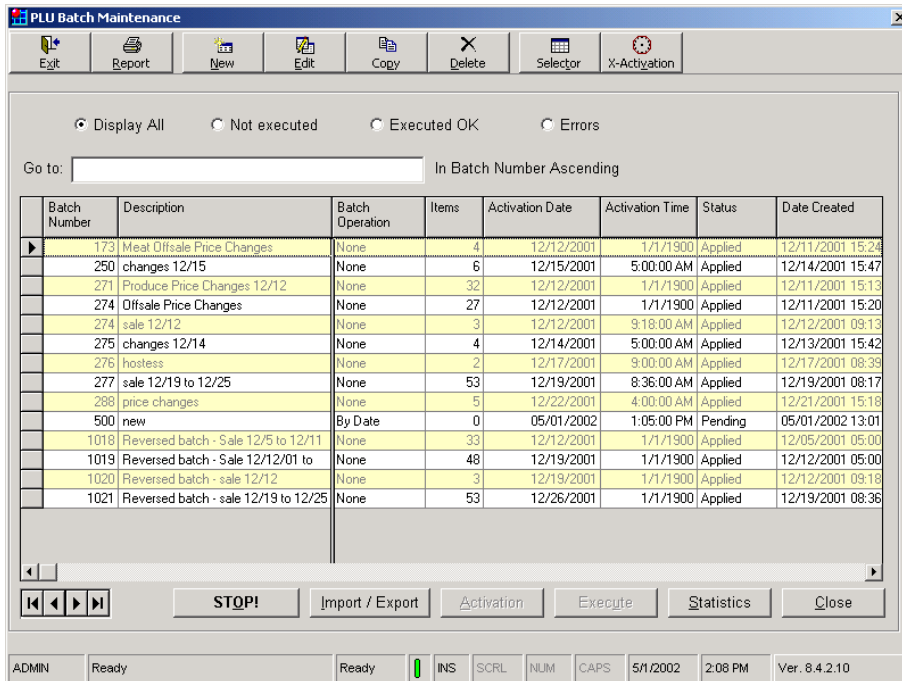 PLU Batch Maintenance
Exit Report New Edit Copy Delete Selector X-Activation
Display All Not executed Executed OK Errors
Go to: In Batch Number Ascending
Batch Number Description Batch Operation Items Activation Date Activation Time Status Date Created
173 Meat Offsale Price Changes None 4 12/12/2001 1/1/1900 Applied 12/11/2001 15:24
250 changes 12/15 None 6 12/15/2001 5:00:00 AM Applied 12/14/2001 15:47
271 Produce Price Changes 12/12 None 32 12/12/2001 1/1/1900 Applied 12/11/2001 15:13
274 Offsale Price Changes None 27 12/12/2001 1/1/1900 Applied 12/11/2001 15:20
274 sale 12/12 None 3 12/12/2001 9:18:00 AM Applied 12/12/2001 09:13
275 changes 12/14 None 4 12/14/2001 5:00:00 AM Applied 12/13/2001 15:42
276 hostess None 2 12/17/2001 9:00:00 AM Applied 12/17/2001 08:39
277 sale 12/19 to 12/25 None 53 12/19/2001 8:36:00 AM Applied 12/19/2001 08:17
288 price changes None 5 12/22/2001 4:00:00 AM Applied 12/21/2001 15:18
500 new By Date 0 05/01/2002 1:05:00 PM Pending 05/01/2002 13:01
1018 Reversed batch - Sale 12/5 to 12/11 None 33 12/12/2001 1/1/1900 Applied 12/05/2001 05:00
1019 Reversed batch - Sale 12/12/01 to None 48 12/19/2001 1/1/1900 Applied 12/12/2001 05:00
1020 Reversed batch - sale 12/12 None 3 12/19/2001 1/1/1900 Applied 12/12/2001 09:18
1021 Reversed batch - sale 12/19 to 12/25 None 53 12/26/2001 1/1/1900 Applied 12/19/2001 08:36
STOP! Import / Export Activation Execute Statistics Close
ADMIN Ready Ready INS SCRL NUM CAPS 5/1/2002 2:08 PM Ver. 8.4.2.10